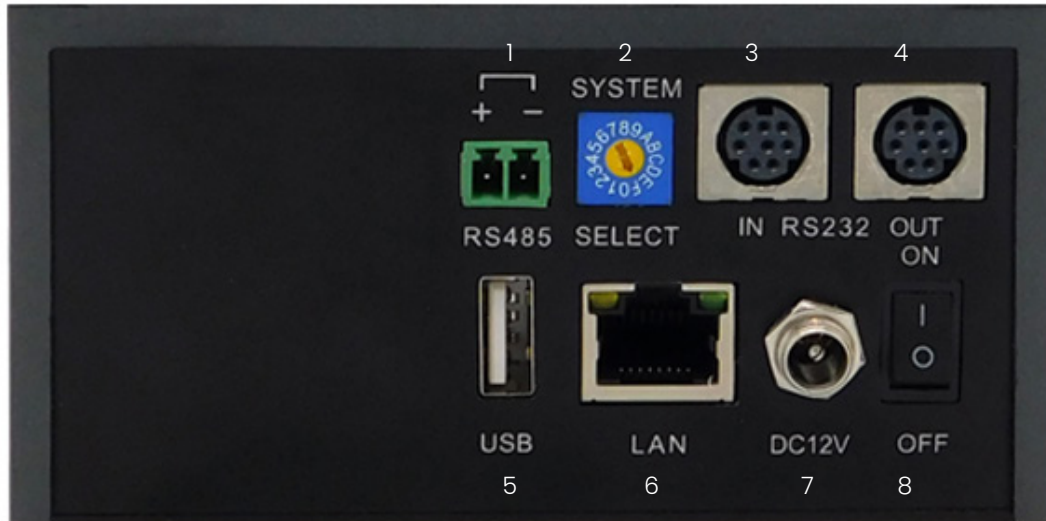 1 2 3 4
SYSTEM
+ −
0123456789ABCDEF
RS485 SELECT IN RS232 OUT
ON
I
O
USB LAN DC12V OFF
5 6 7 8